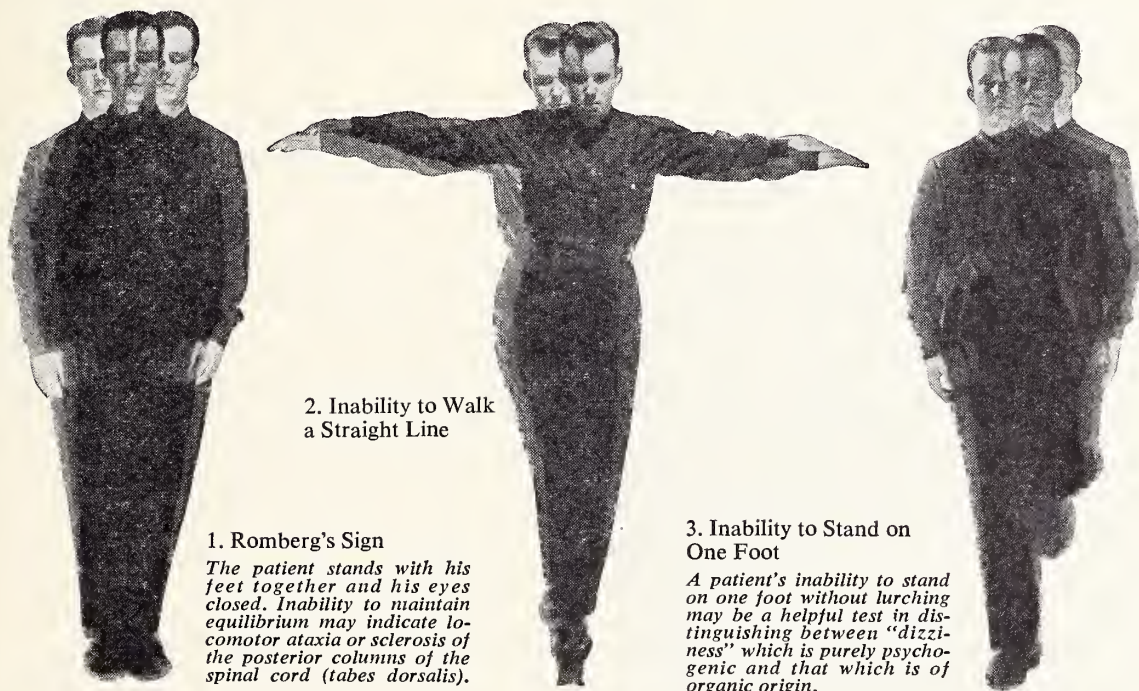 2. Inability to Walk
a Straight Line
1. Romberg's Sign
The patient stands with his
feet together and his eyes
closed. Inability to maintain
equilibrium may indicate lo-
comotor ataxia or sclerosis of
the posterior columns of the
spinal cord (tabes dorsalis).
3. Inability to Stand on
One Foot
A patient's inability to stand
on one foot without lurching
may be a helpful test in dis-
tinguishing between "dizzi-
ness" which is purely psycho-
genic and that which is of
organic origin.